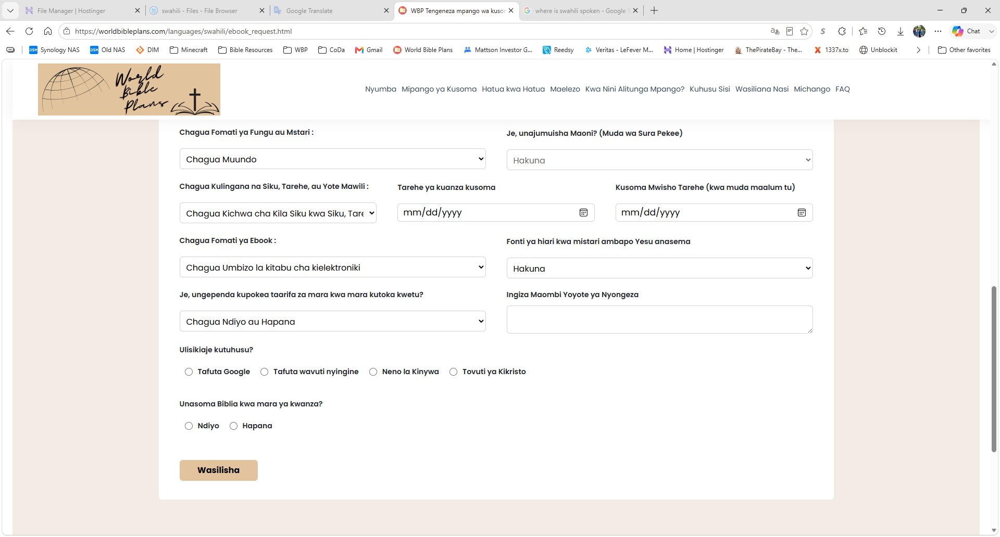 File Manager | Hostinger
swahili - Files - File Browser
Google Translate
WBP Tengeneza mpango wa kusor
where is swahili spoken - Google S
https://worldbibleplans.com/languages/swahili/ebook_request.html
Chat
Synology NAS
Old NAS
DIM
Minecraft
Bible Resources
WBP
CoDa
Gmail
World Bible Plans
Mattson Investor G...
Reedsy
Veritas - LeFever M...
Home | Hostinger
ThePirateBay - The...
1337x.to
Unblockit
Other favorites
World
Bible
Plans
Nyumba Mipango ya Kusoma Hatua kwa Hatua Maelezo Kwa Nini Alitunga Mpango? Kuhusu Sisi Wasiliana Nasi Michango FAQ
Chagua Fomati ya Fungu au Mstari :
Je, unajumuisha Maoni? (Muda wa Sura Pekee)
Chagua Muundo
Hakuna
Chagua Kulingana na Siku, Tarehe, au Yote Mawili :
Tarehe ya kuanza kusoma
Kusoma Mwisho Tarehe (kwa muda maalum tu)
Chagua Kichwa cha Kila Siku kwa Siku, Tare
mm/dd/yyyy
mm/dd/yyyy
Chagua Fomati ya Ebook :
Fonti ya hiari kwa mistari ambapo Yesu anasema
Chagua Umbizo la kitabu cha kielektroniki
Hakuna
Je, ungependa kupokea taarifa za mara kwa mara kutoka kwetu?
Ingiza Maombi Yoyote ya Nyongeza
Chagua Ndiyo au Hapana
Ulisikiaje kutuhusu?
Tafuta Google
Tafuta wavuti nyingine
Neno la Kinywa
Tovuti ya Kikristo
Unasoma Biblia kwa mara ya kwanza?
Ndiyo
Hapana
Wasilisha